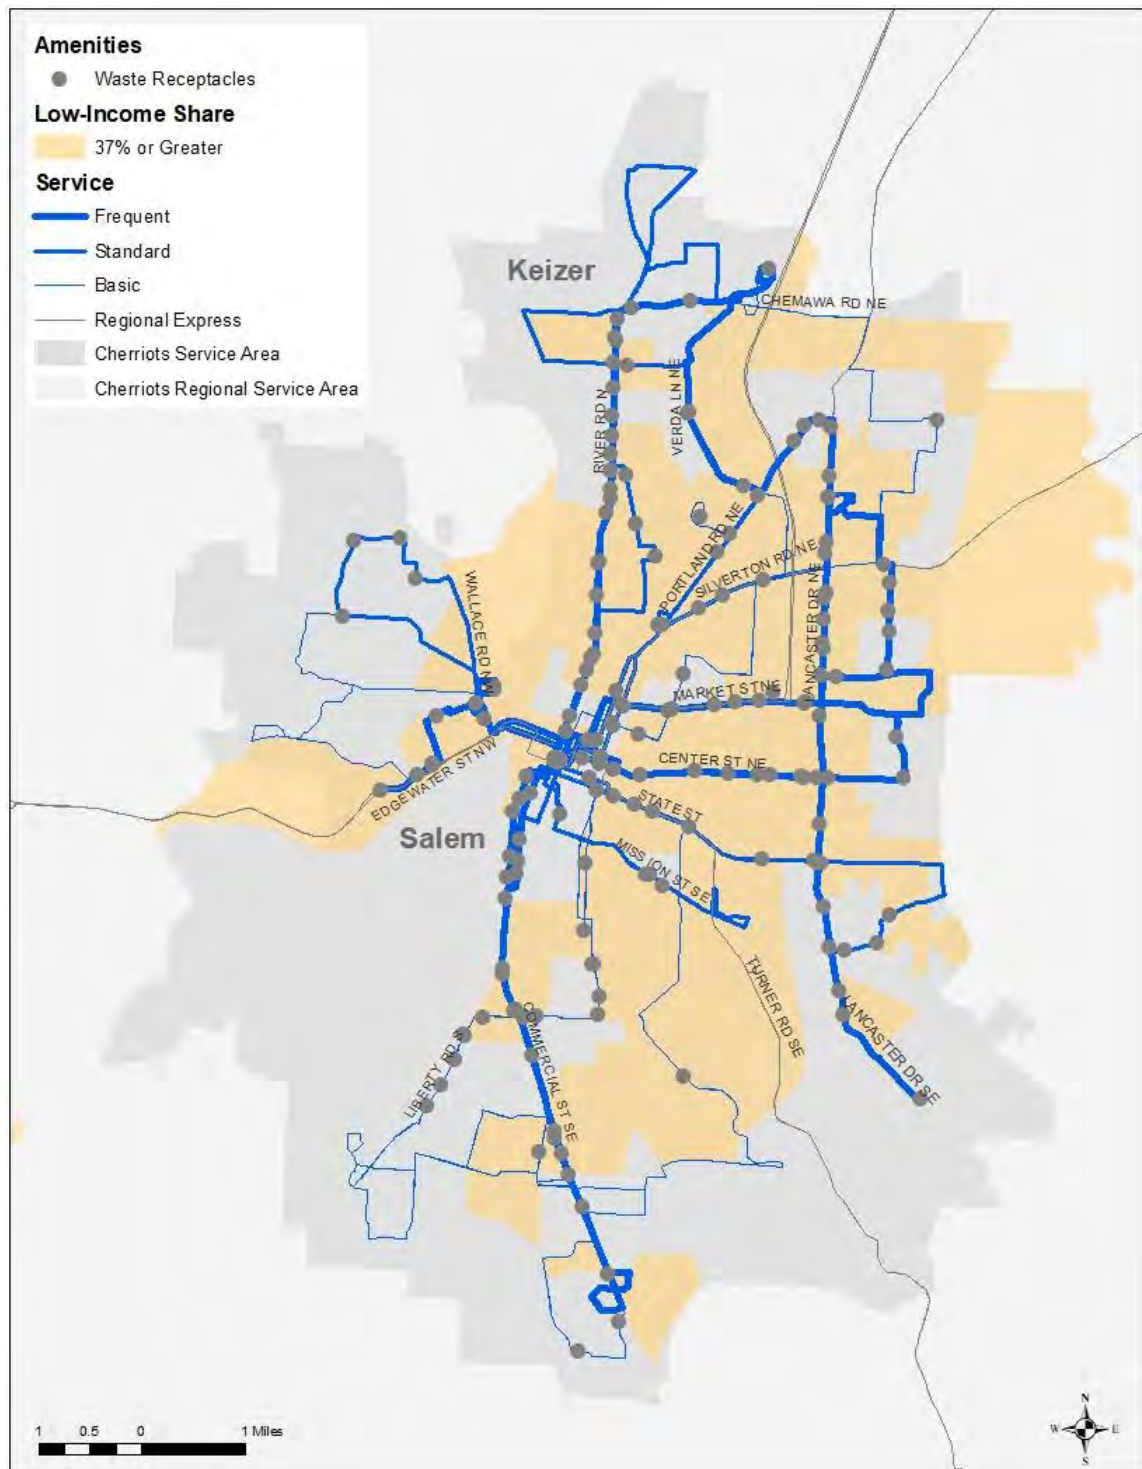 Amenities
Waste Receptacles
Low-Income Share
37% or Greater
Service
Frequent
Standard
Basic
Regional Express
Cherriots Service Area
Cherriots Regional Service Area
Keizer
CHEMAWA RD NE
RIVER RD N
VERDA LN NE
PORTLAND RD NE
SILVERTON RD NE
LANCASTER DR NE
WALLACE RD NW
MARKET ST NE
EDGEWATER ST NW
CENTER ST NE
Salem
STATE ST
MISSION ST SE
TURNER RD SE
LANCASTER DR SE
COMMERCIAL ST SE
LIBERTY RD S
1 0.5 0 1 Miles
N
W E
S